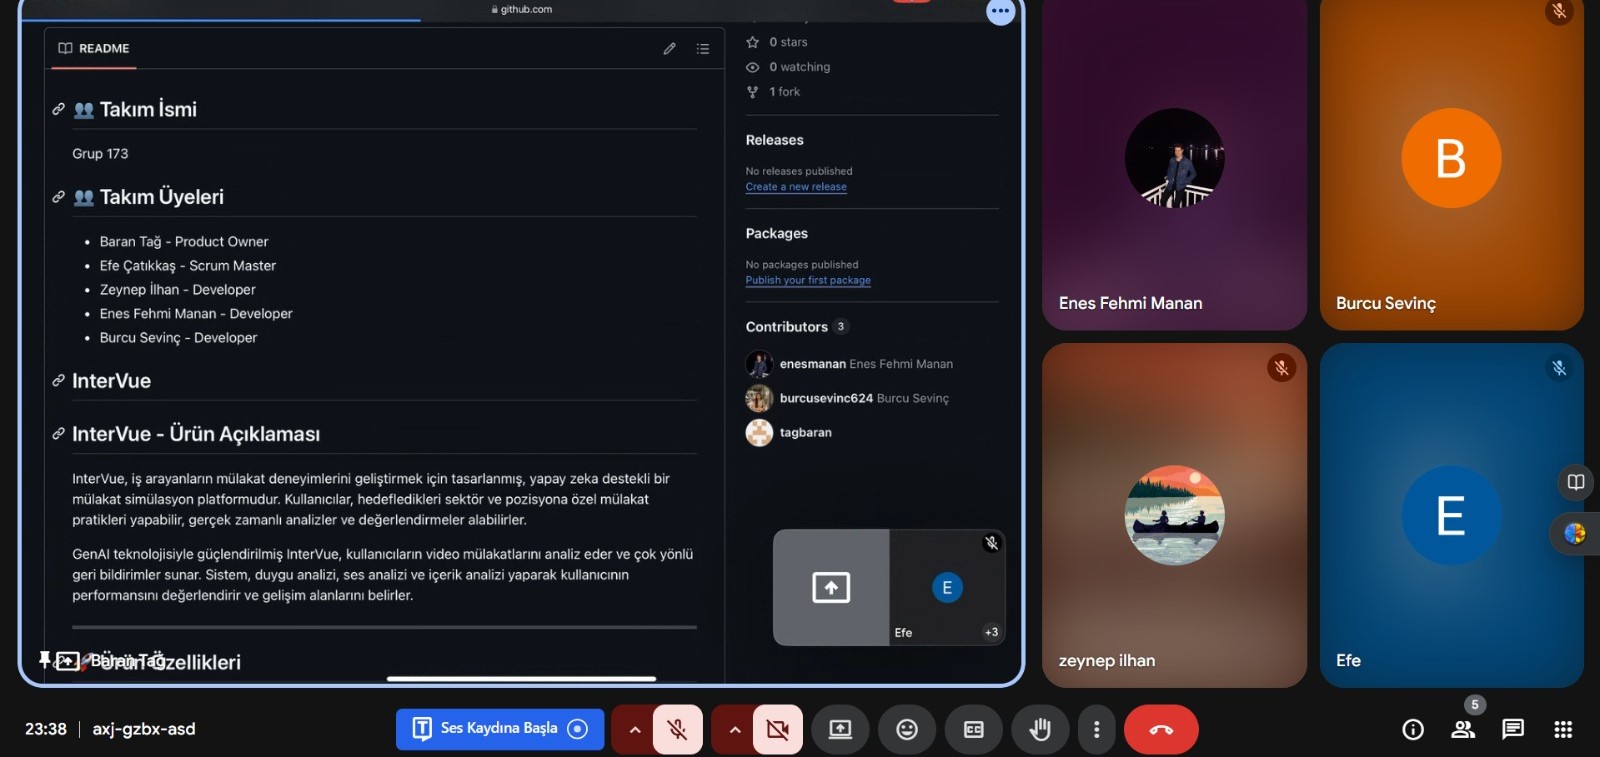 github.com
README
Takım İsmi
Grup 173
Takım Üyeleri
Baran Tağ - Product Owner
Efe Çatıkkaş - Scrum Master
Zeynep İlhan - Developer
Enes Fehmi Manan - Developer
Burcu Sevinç - Developer
InterVue
InterVue - Ürün Açıklaması
InterVue, iş arayanların mülakat deneyimlerini geliştirmek için tasarlanmış, yapay zeka destekli bir
mülakat simülasyon platformudur. Kullanıcılar, hedefledikleri sektör ve pozisyona özel mülakat
pratikleri yapabilir, gerçek zamanlı analizler ve değerlendirmeler alabilirler.
GenAI teknolojisiyle güçlendirilmiş InterVue, kullanıcıların video mülakatlarını analiz eder ve çok yönlü
geri bildirimler sunar. Sistem, duygu analizi, ses analizi ve içerik analizi yaparak kullanıcının
performansını değerlendirir ve gelişim alanlarını belirler.
Ürün Özellikleri
Baran Tağ
0 stars
0 watching
1 fork
Releases
No releases published
Create a new release
Packages
No packages published
Publish your first package
Contributors 3
enesmanan Enes Fehmi Manan
burcusevinc624 Burcu Sevinç
tagbaran
E
Efe
+3
Enes Fehmi Manan
B
Burcu Sevinç
zeynep ilhan
E
Efe
23:38 | axj-gzbx-asd
Ses Kaydına Başla
5